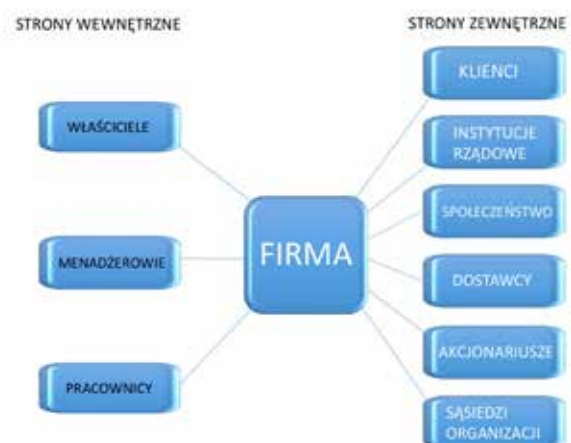 STRONY WEWNĘTRZNE
STRONY ZEWNĘTRZNE
WŁAŚCICIELE
MENADŻEROWIE
PRACOWNICY
FIRMA
KLIENCI
INSTYTUCJE
RZĄDOWE
SPOŁECZEŃSTWO
DOSTAWCY
AKCJONARIUSZE
SĄSIEDZI
ORGANIZACJI